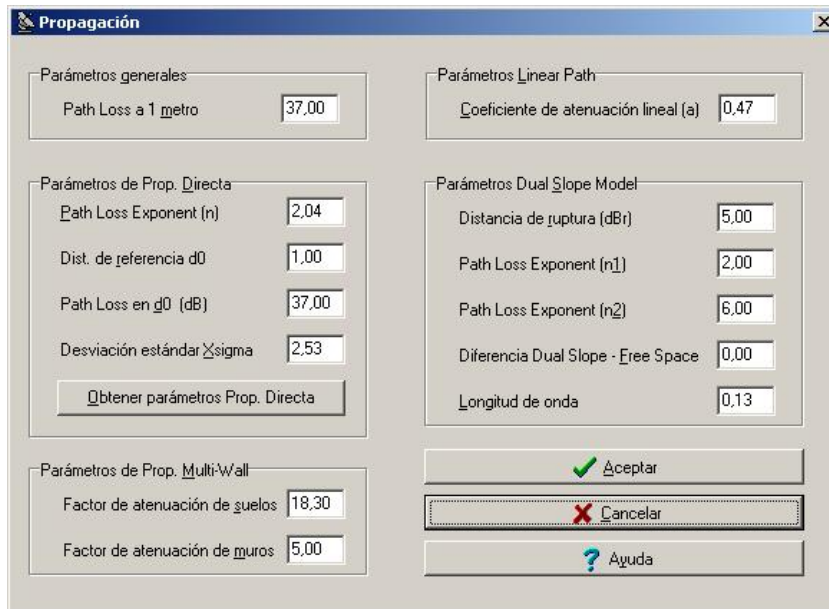 Propagación
Parámetros generales
Path Loss a 1 metro 37,00
Parámetros de Prop. Directa
Path Loss Exponent (n) 2,04
Dist. de referencia d0 1,00
Path Loss en d0 (dB) 37,00
Desviación estándar Xsigma 2,53
Obtener parámetros Prop. Directa
Parámetros de Prop. Multi-Wall
Factor de atenuación de suelos 18,30
Factor de atenuación de muros 5,00
Parámetros Linear Path
Coeficiente de atenuación lineal (a) 0,47
Parámetros Dual Slope Model
Distancia de ruptura (dBr) 5,00
Path Loss Exponent (n1) 2,00
Path Loss Exponent (n2) 6,00
Diferencia Dual Slope - Free Space 0,00
Longitud de onda 0,13
Aceptar
Cancelar
Ayuda